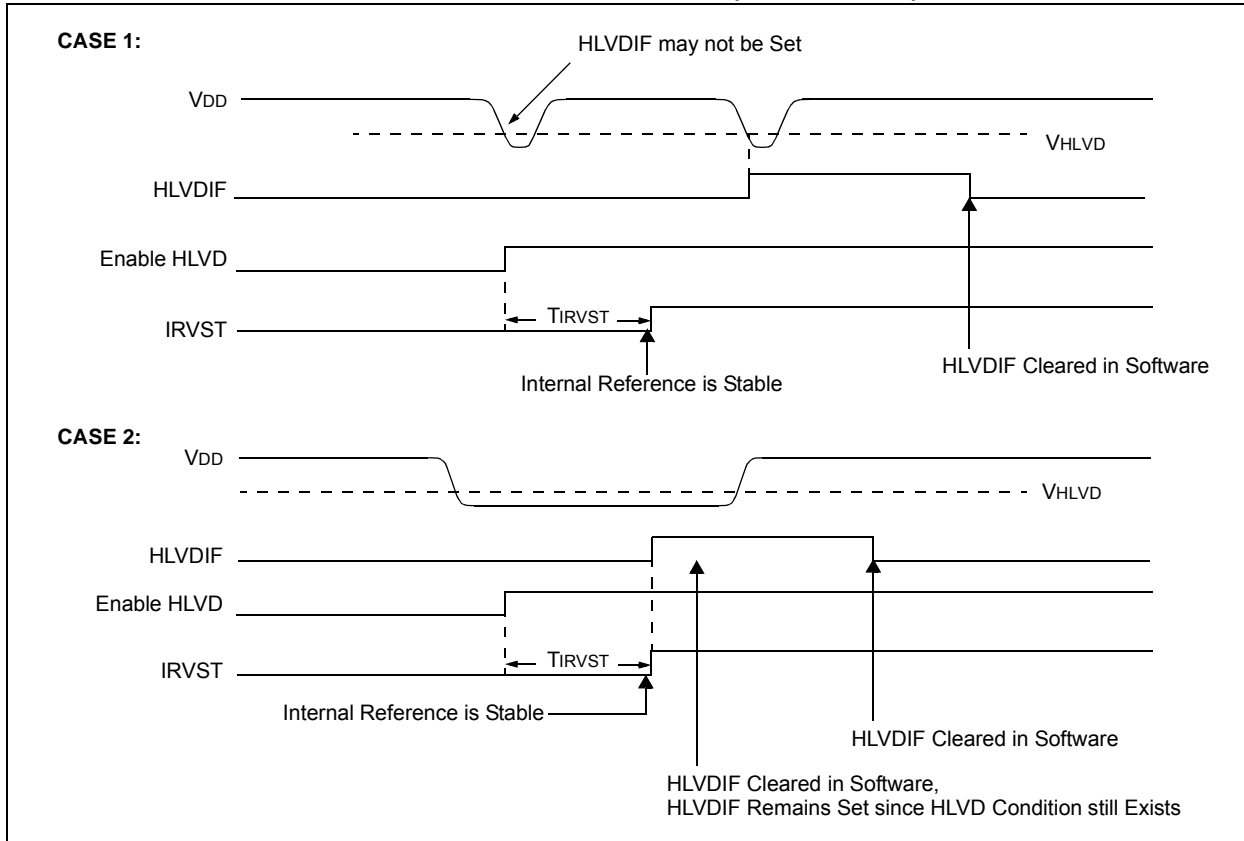 CASE 1:
HLVDIF may not be Set
VDD
VHLVD
HLVDIF
Enable HLVD
TIRVST
IRVST
HLVDIF Cleared in Software
Internal Reference is Stable
CASE 2:
VDD
VHLVD
HLVDIF
Enable HLVD
TIRVST
IRVST
Internal Reference is Stable
HLVDIF Cleared in Software
HLVDIF Cleared in Software,
HLVDIF Remains Set since HLVD Condition still Exists